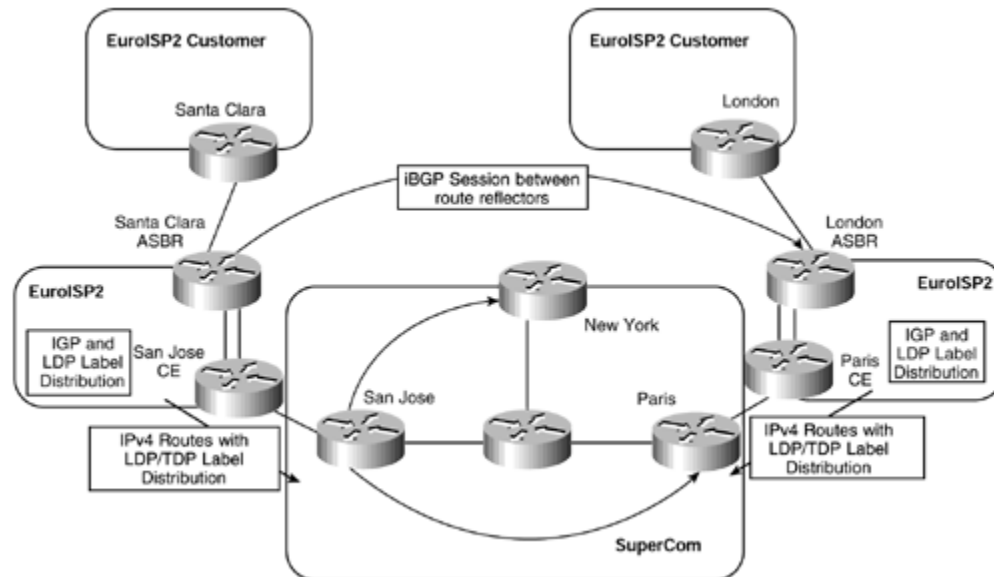 EuroISP2 Customer
Santa Clara
EuroISP2 Customer
London
iBGP Session between
route reflectors
Santa Clara
ASBR
London
ASBR
EuroISP2
IGP and
LDP Label
Distribution
San Jose
CE
New York
San Jose
Paris
EuroISP2
IGP and
LDP Label
Distribution
Paris
CE
IPv4 Routes with
LDP/TDP Label
Distribution
IPv4 Routes with
LDP/TDP Label
Distribution
SuperCom